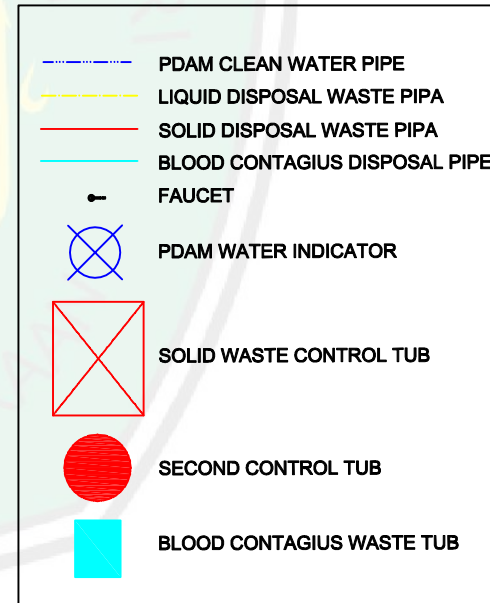 PDAM CLEAN WATER PIPE
LIQUID DISPOSAL WASTE PIPA
SOLID DISPOSAL WASTE PIPA
BLOOD CONTAGIUS DISPOSAL PIPE
FAUCET
PDAM WATER INDICATOR
SOLID WASTE CONTROL TUB
SECOND CONTROL TUB
BLOOD CONTAGIUS WASTE TUB